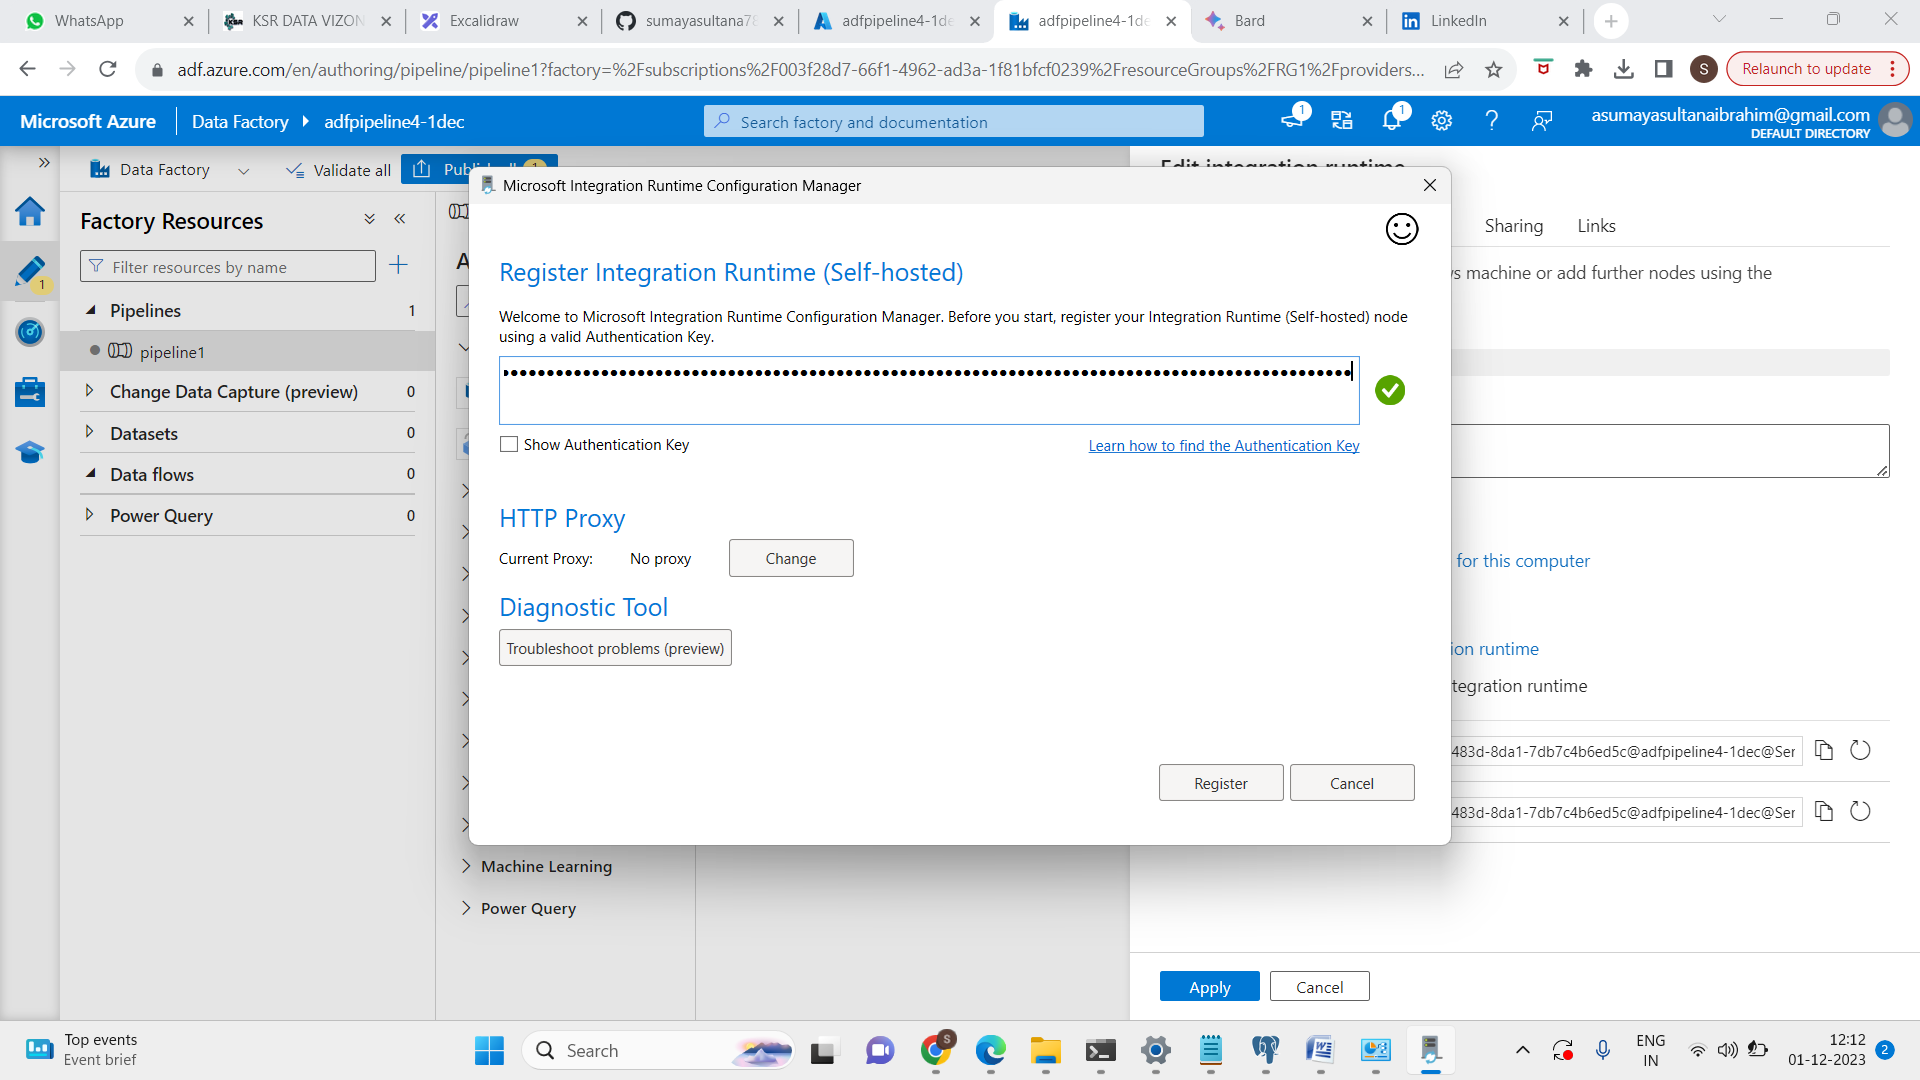 WhatsApp
KSR DATA VIZON
Excalidraw
sumayasultana78
adfpipeline4-1de
adfpipeline4-1de
Bard
LinkedIn
adf.azure.com/en/authoring/pipeline/pipeline1?factory=%2Fsubscriptions%2F003f28d7-66f1-4962-ad3a-1f81bfcf0239%2FresourceGroups%2FRG1%2Fproviders...
S
Relaunch to update
Microsoft Azure
Data Factory
adfpipeline4-1dec
Search factory and documentation
1
1
asumayasultanaibrahim@gmail.com
DEFAULT DIRECTORY
Data Factory
Validate all
1
Factory Resources
Filter resources by name
1
Pipelines 1
pipeline1
Change Data Capture (preview) 0
Datasets 0
Data flows 0
Power Query 0
A
Machine Learning
Power Query
Microsoft Integration Runtime Configuration Manager
Register Integration Runtime (Self-hosted)
Welcome to Microsoft Integration Runtime Configuration Manager. Before you start, register your Integration Runtime (Self-hosted) node
using a valid Authentication Key.
Show Authentication Key
Learn how to find the Authentication Key
HTTP Proxy
Current Proxy: No proxy
Change
Diagnostic Tool
Troubleshoot problems (preview)
Register
Cancel
Edit integration runtime
Sharing
Links
s machine or add further nodes using the
for this computer
ion runtime
tegration runtime
483d-8da1-7db7c4b6ed5c@adfpipeline4-1dec@Ser
483d-8da1-7db7c4b6ed5c@adfpipeline4-1dec@Ser
Apply
Cancel
Top events
Event brief
Search
S
ENG
IN
12:12
01-12-2023
2